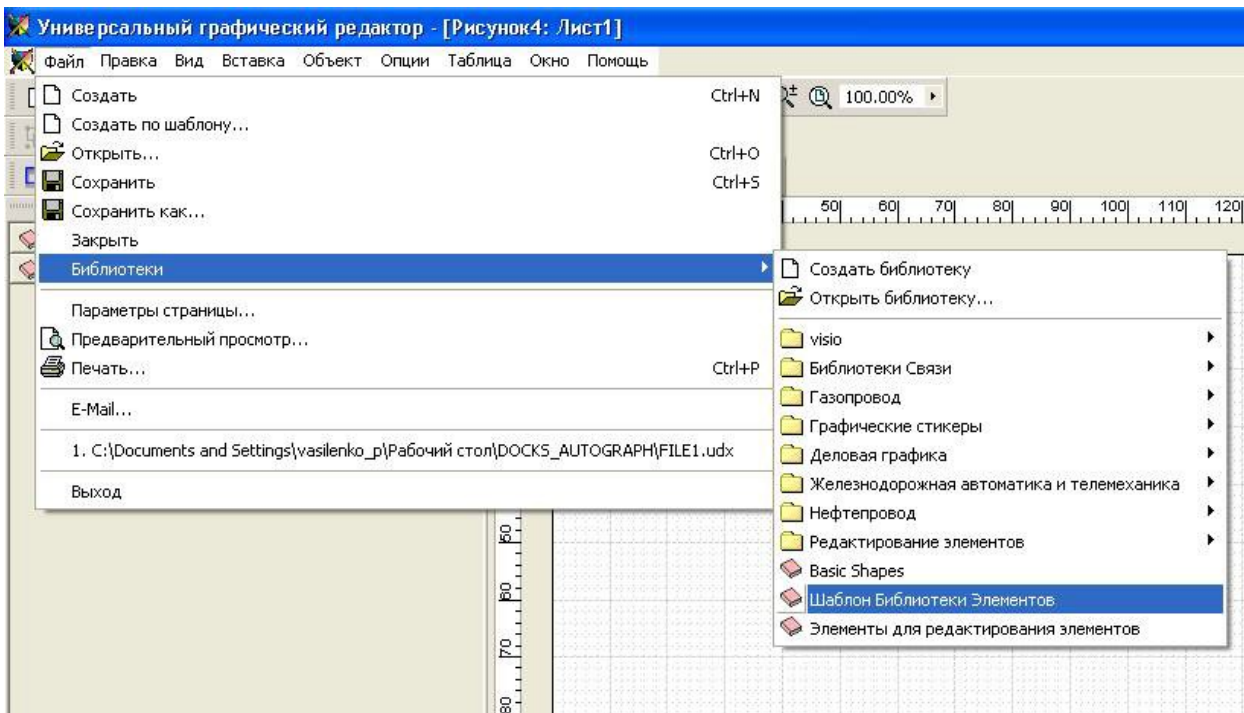 Универсальный графический редактор - [Рисунок4: Лист1]
Файл Правка Вид Вставка Объект Опции Таблица Окно Помощь
Создать Ctrl+N
Создать по шаблону...
Открыть... Ctrl+O
Сохранить Ctrl+S
Сохранить как...
Закрыть
Библиотеки
Параметры страницы...
Предварительный просмотр...
Печать... Ctrl+P
E-Mail...
1. C:\Documents and Settings\vasilenko_p\Рабочий стол\DOCKS_AUTOGRAPH\FILE1.udx
Выход
100.00%
50 60 70 80 90 100 110 120
Создать библиотеку
Открыть библиотеку...
visio
Библиотеки Связи
Газопровод
Графические стикеры
Деловая графика
Железнодорожная автоматика и телемеханика
Нефтепровод
Редактирование элементов
Basic Shapes
Шаблон Библиотеки Элементов
Элементы для редактирования элементов
50
60
70
80